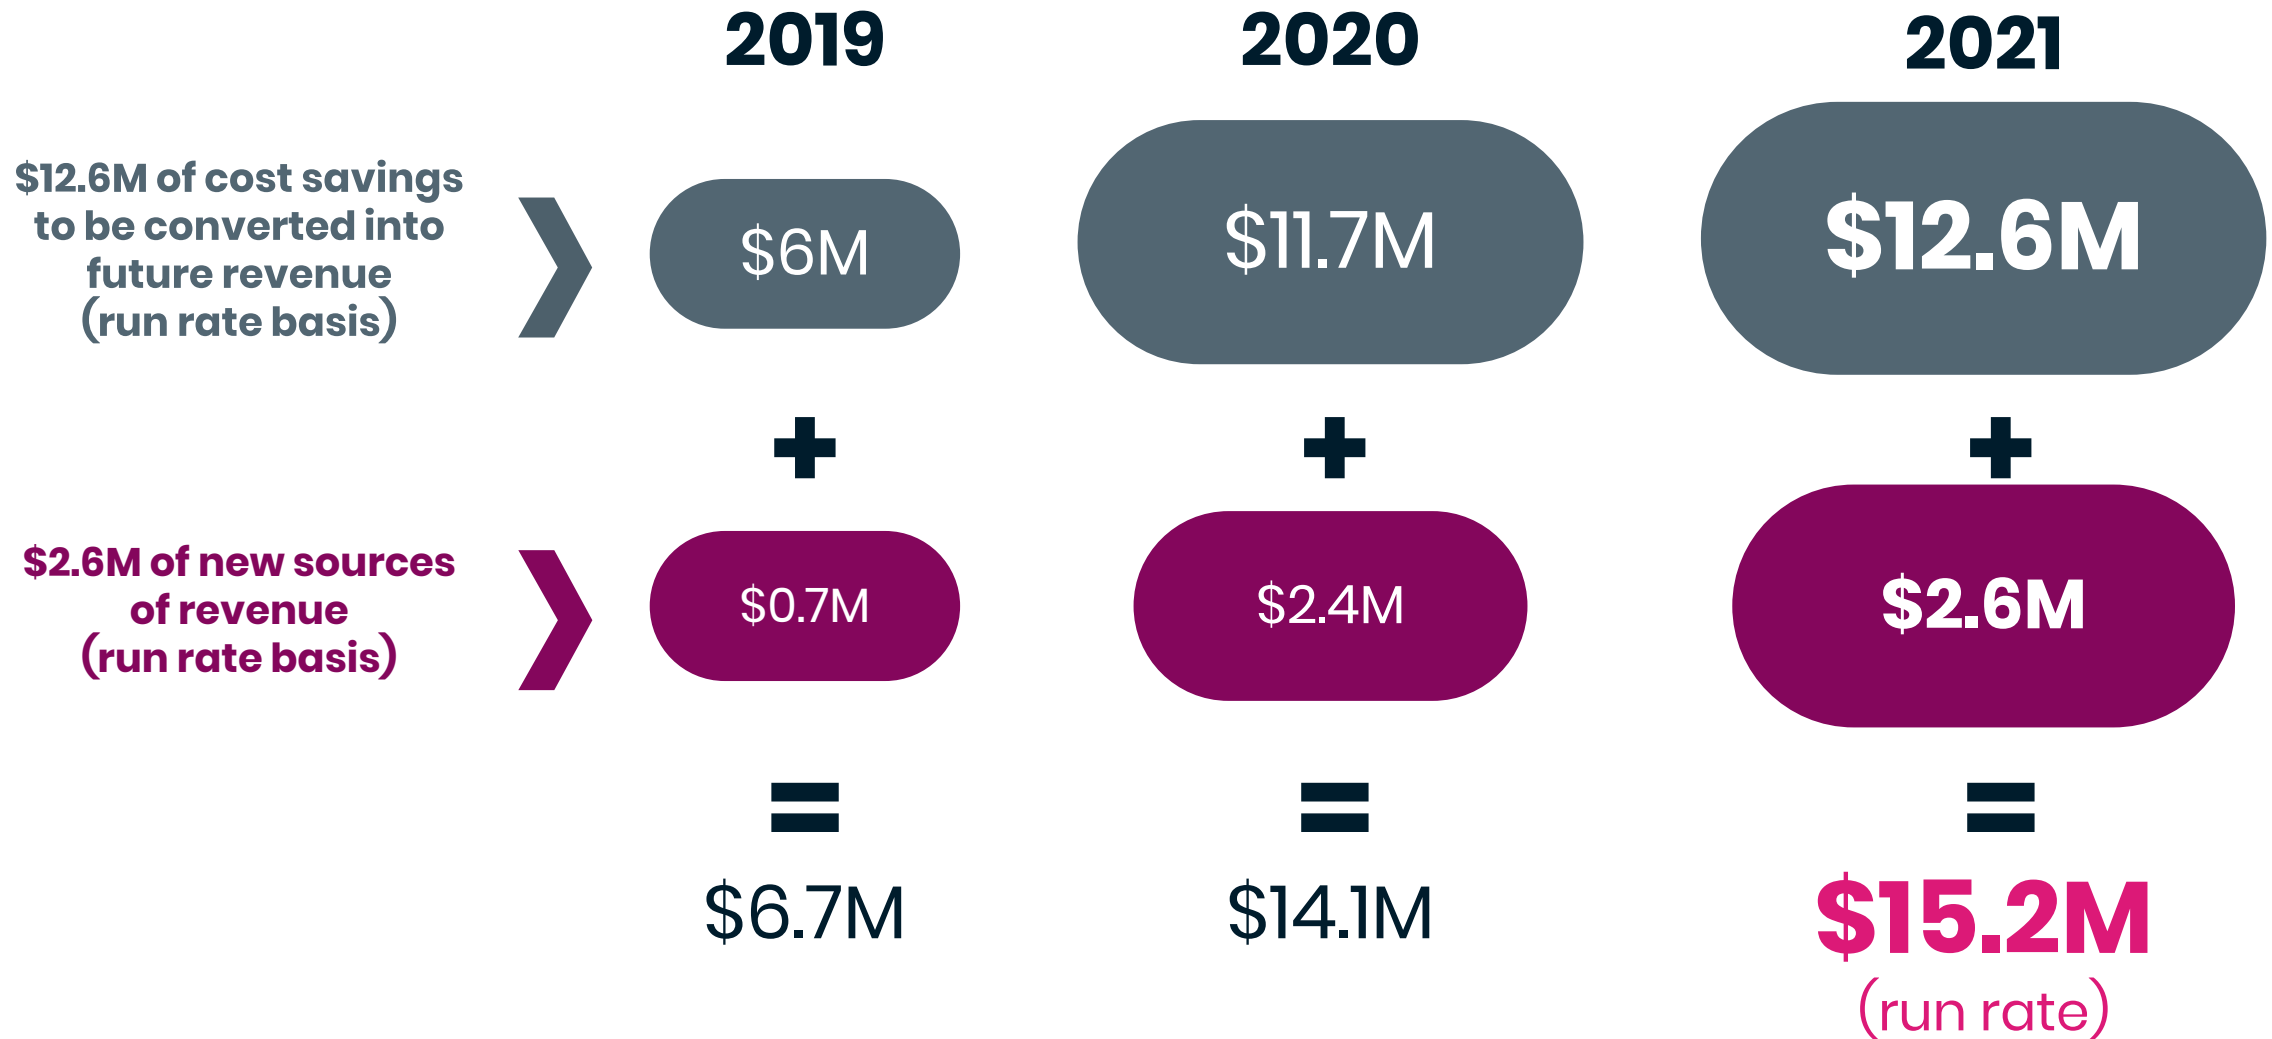 2019
2020
2021
$12.6M of cost savings
to be converted into
future revenue
(run rate basis)
$6M
$11.7M
$12.6M
+
+
+
$2.6M of new sources
of revenue
(run rate basis)
$0.7M
$2.4M
$2.6M
=
=
=
$6.7M
$14.1M
$15.2M
(run rate)